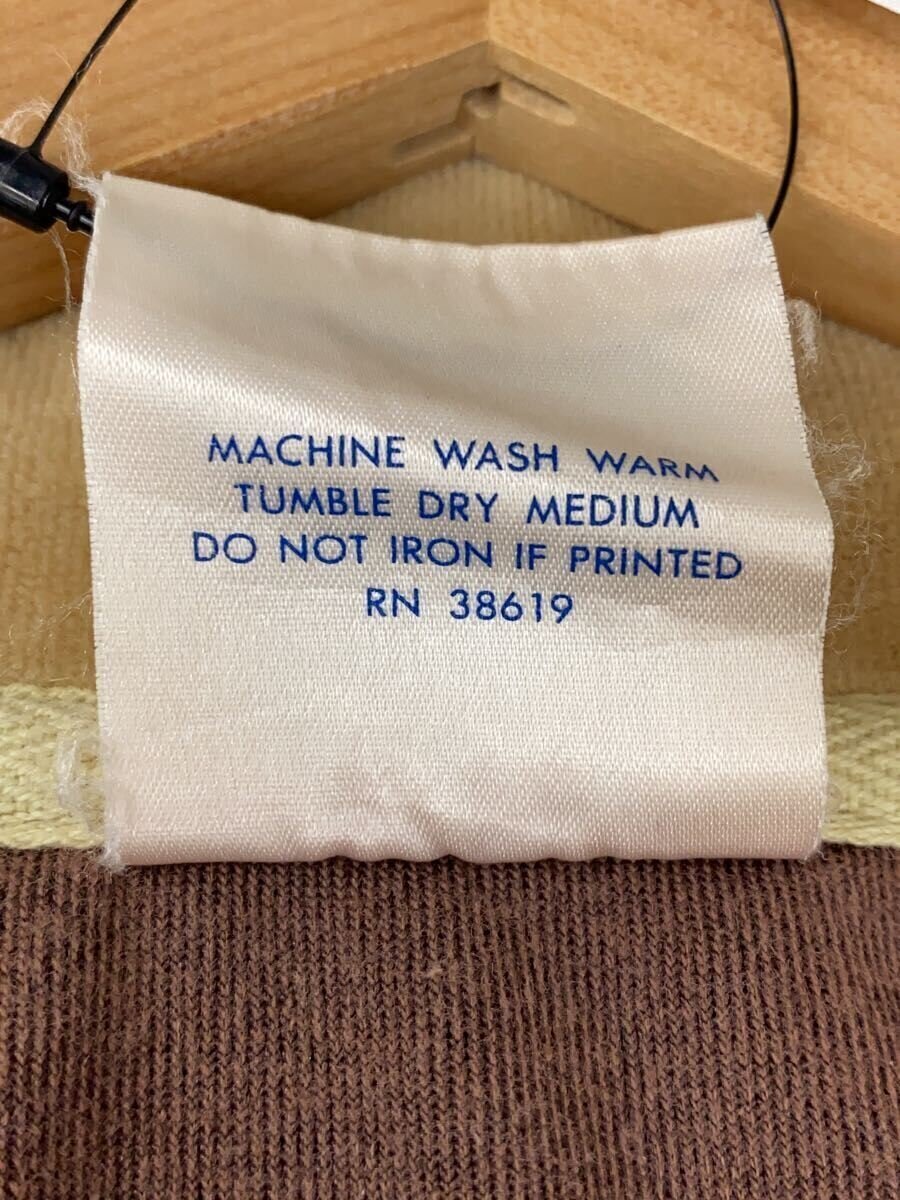 MACHINE WASH WARM
TUMBLE DRY MEDIUM
DO NOT IRON IF PRINTED
RN 38619